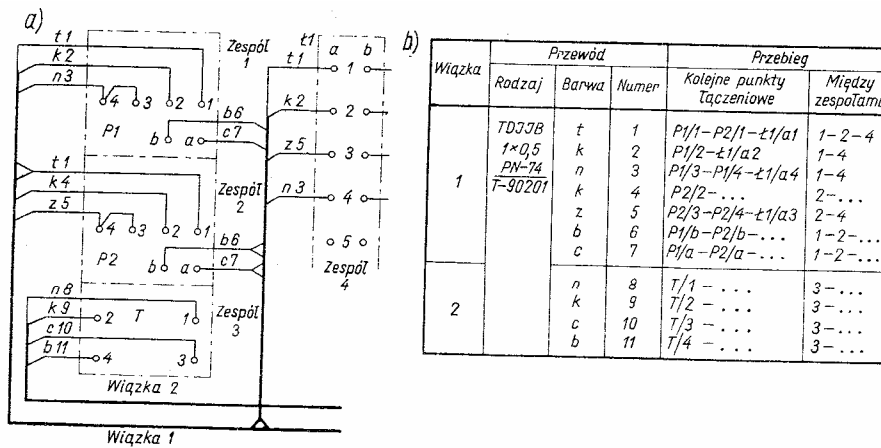 a)
t1
k2
n3
4 3 2 1
P1
b a
b6
c7
Zespół
1
t1
k4
z5
4 3 2 1
P2
b a
b6
c7
Zespół
2
n8
k9
c10
b11
2 T 1
4 3
Zespół
3
Wiązka 2
Wiązka 1
Ł1
a b
t1
1
k2
2
z5
3
n3
4
5
Zespół
4
b)
Wiązka Przewód Przebieg
Rodzaj Barwa Numer Kolejne punkty łączeniowe Między zespołami
1 TDJJB 1×0,5 PN-74/T-90201
t 1 P1/1-P2/1-Ł1/a1 1-2-4
k 2 P1/2-Ł1/a2 1-4
n 3 P1/3-P1/4-Ł1/a4 1-4
k 4 P2/2-... 2-...
z 5 P2/3-P2/4-Ł1/a3 2-4
b 6 P1/b-P2/b-... 1-2-...
c 7 P1/a-P2/a-... 1-2-...
2
n 8 T/1 - ... 3-...
k 9 T/2 - ... 3-...
c 10 T/3 - ... 3-...
b 11 T/4 - ... 3-...